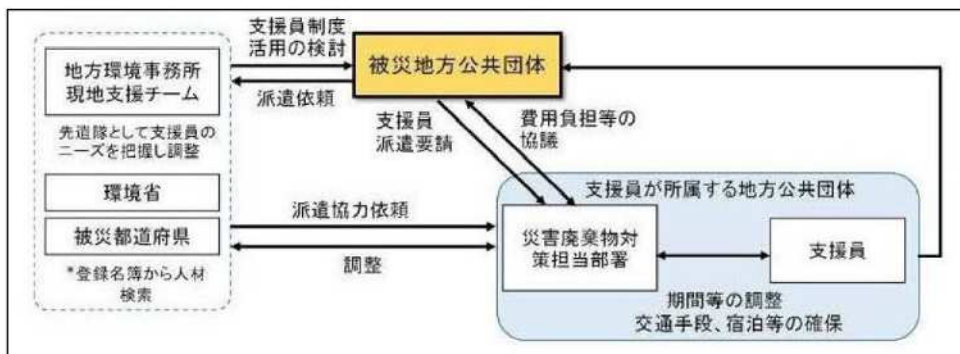 支援員制度
活用の検討
被災地方公共団体
地方環境事務所
現地支援チーム
派遣依頼
支援員
派遣要請
費用負担等の
協議
先遣隊として支援員の
ニーズを把握し調整
環境省
被災都道府県
*登録名簿から人材
検索
派遣協力依頼
調整
支援員が所属する地方公共団体
災害廃棄物対
策担当部署
支援員
期間等の調整
交通手段、宿泊等の確保